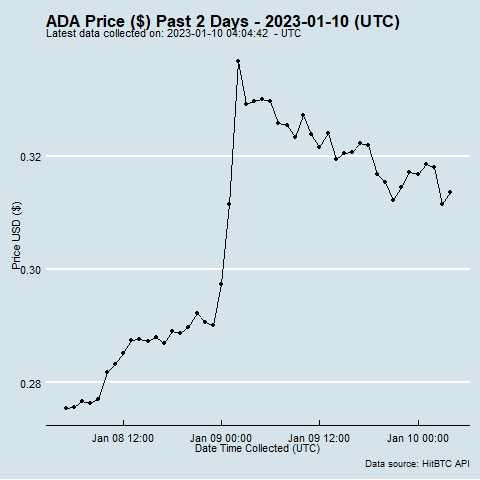 ADA Price ($) Past 2 Days - 2023-01-10 (UTC)
Latest data collected on: 2023-01-10 04:04:42 - UTC
Price USD ($)
0.32
0.30
0.28
Jan 08 12:00 Jan 09 00:00 Jan 09 12:00 Jan 10 00:00
Date Time Collected (UTC)
Data source: HitBTC API